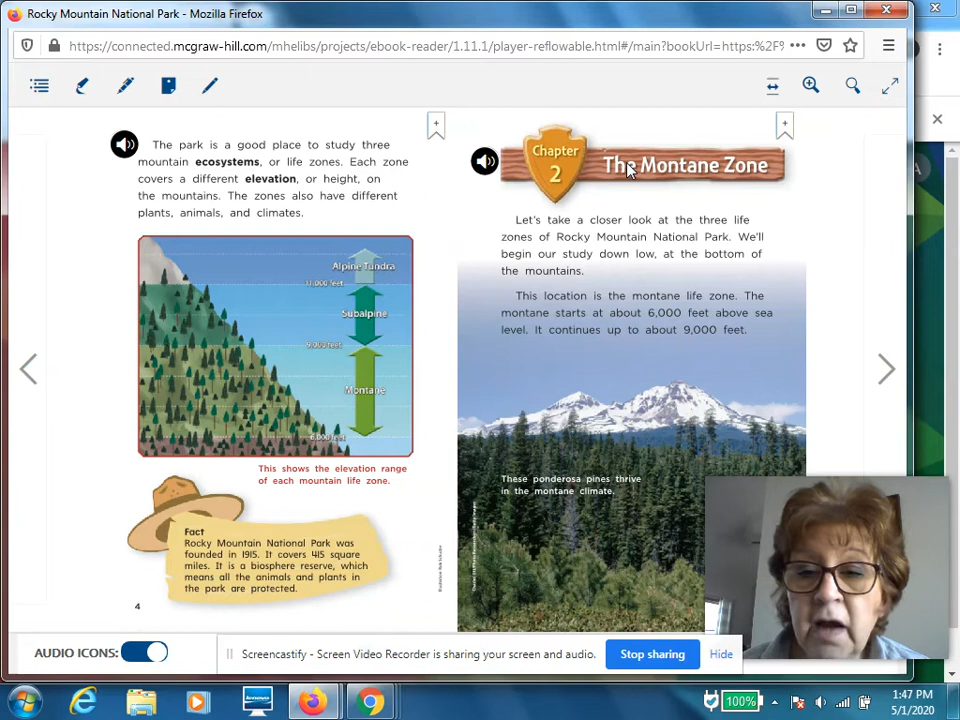 Rocky Mountain National Park - Mozilla Firefox
https://connected.mcgraw-hill.com/mhelibs/projects/ebook-reader/1.11.1/player-reflowable.html#/main?bookUrl=https:%2F%
The park is a good place to study three
mountain ecosystems, or life zones. Each zone
covers a different elevation, or height, on
the mountains. The zones also have different
plants, animals, and climates.
Alpine Tundra
11,000 feet
Subalpine
9,000 feet
Montane
6,000 feet
This shows the elevation range
of each mountain life zone.
Fact
Rocky Mountain National Park was
founded in 1915. It covers 415 square
miles. It is a biosphere reserve, which
means all the animals and plants in
the park are protected.
4
Chapter
2
The Montane Zone
Let's take a closer look at the three life
zones of Rocky Mountain National Park. We'll
begin our study down low, at the bottom of
the mountains.
This location is the montane life zone. The
montane starts at about 6,000 feet above sea
level. It continues up to about 9,000 feet.
These ponderosa pines thrive
in the montane climate.
A
AUDIO ICONS:
Screencastify - Screen Video Recorder is sharing your screen and audio.
Stop sharing
Hide
lenovo
100%
1:47 PM
5/1/2020